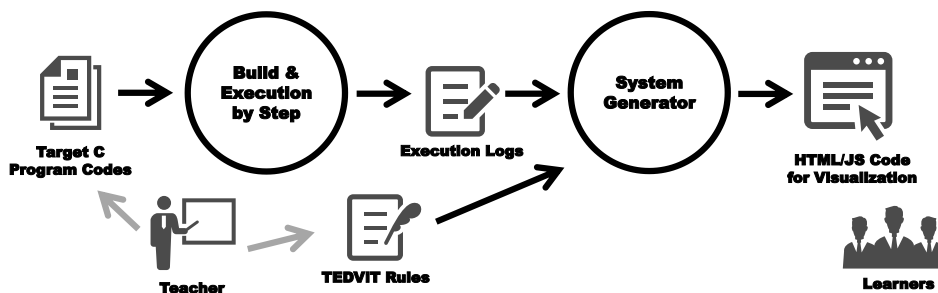 Target C
Program Codes
Build &
Execution
by Step
Execution Logs
System
Generator
HTML/JS Code
for Visualization
Teacher
TEDVIT Rules
Learners